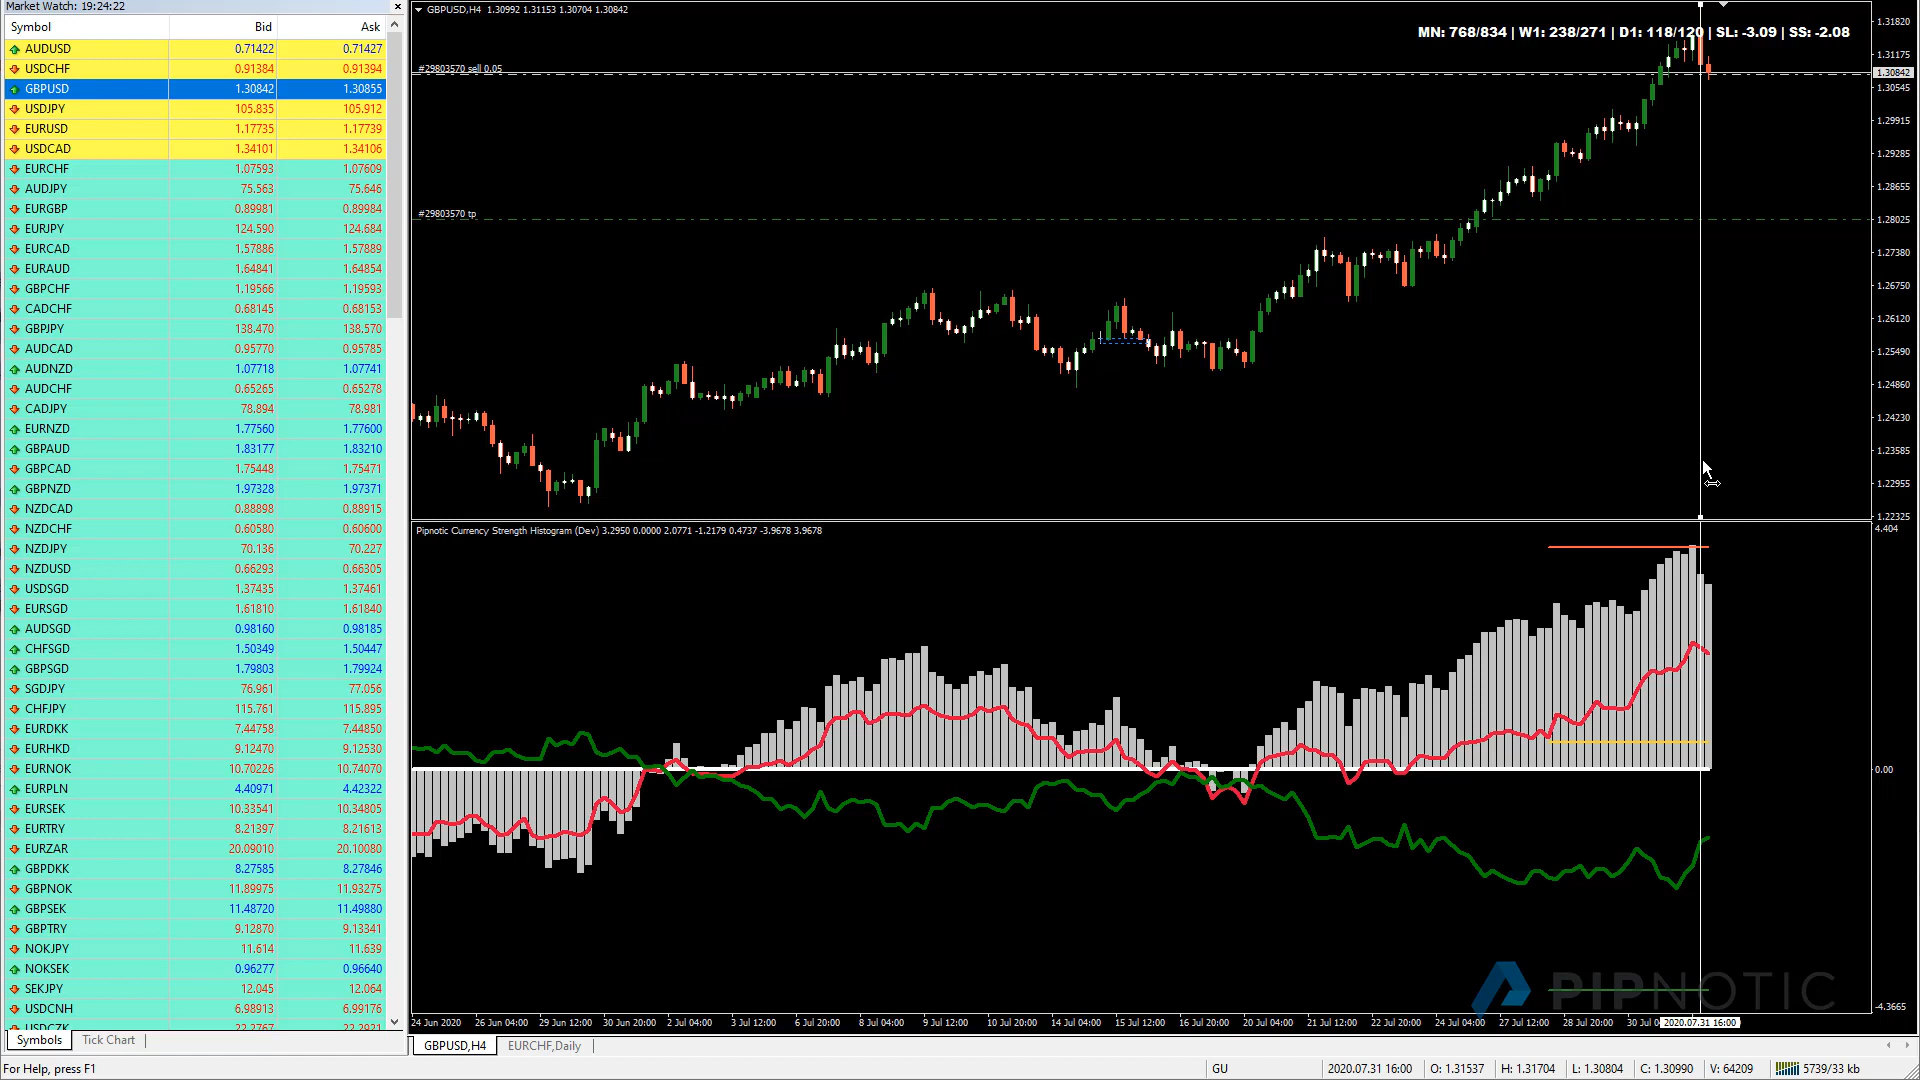 Market Watch: 19:24:22
Symbol Bid Ask
AUDUSD 0.71422 0.71427
USDCHF 0.91384 0.91394
GBPUSD 1.30842 1.30855
USDJPY 105.835 105.912
EURUSD 1.17735 1.17739
USDCAD 1.34101 1.34106
EURCHF 1.07593 1.07609
AUDJPY 75.563 75.646
EURGBP 0.89981 0.89984
EURJPY 124.590 124.684
EURCAD 1.57886 1.57889
EURAUD 1.64841 1.64854
GBPCHF 1.19566 1.19593
CADCHF 0.68145 0.68153
GBPJPY 138.470 138.570
AUDCAD 0.95770 0.95785
AUDNZD 1.07718 1.07741
AUDCHF 0.65265 0.65278
CADJPY 78.894 78.981
EURNZD 1.77560 1.77600
GBPAUD 1.83177 1.83210
GBPCAD 1.75448 1.75471
GBPNZD 1.97328 1.97371
NZDCAD 0.88898 0.88915
NZDCHF 0.60580 0.60600
NZDJPY 70.136 70.227
NZDUSD 0.66293 0.66305
USDSGD 1.37435 1.37461
EURSGD 1.61810 1.61840
AUDSGD 0.98160 0.98185
CHFSGD 1.50349 1.50447
GBPSGD 1.79803 1.79924
SGDJPY 76.961 77.056
CHFJPY 115.761 115.895
EURDKK 7.44758 7.44850
EURHKD 9.12470 9.12530
EURNOK 10.70226 10.74070
EURPLN 4.40971 4.42322
EURSEK 10.33541 10.34805
EURTRY 8.21397 8.21613
EURZAR 20.09010 20.10080
GBPDKK 8.27585 8.27846
GBPNOK 11.89975 11.93275
GBPSEK 11.48720 11.49880
GBPTRY 9.12870 9.13341
NOKJPY 11.614 11.639
NOKSEK 0.96277 0.96640
SEKJPY 12.045 12.064
USDCNH 6.98913 6.99176
USDCZK 22.2767 22.2921
Symbols Tick Chart
GBPUSD,H4 1.30992 1.31153 1.30704 1.30842
MN: 768/834 | W1: 238/271 | D1: 118/120 | SL: -3.09 | SS: -2.08
#29803570 sell 0.05
#29803570 tp
1.31820
1.31175
1.30842
1.30545
1.29915
1.29285
1.28655
1.28025
1.27380
1.26750
1.26120
1.25490
1.24860
1.24230
1.23585
1.22955
1.22325
Pipnotic Currency Strength Histogram (Dev) 3.2950 0.0000 2.0771 -1.2179 0.4737 -3.9678 3.9678
4.404
0.00
-4.3665
PIPNOTIC
24 Jun 2020 26 Jun 04:00 29 Jun 12:00 30 Jun 20:00 2 Jul 04:00 3 Jul 12:00 6 Jul 20:00 8 Jul 04:00 9 Jul 12:00 10 Jul 20:00 14 Jul 04:00 15 Jul 12:00 16 Jul 20:00 20 Jul 04:00 21 Jul 12:00 22 Jul 20:00 24 Jul 04:00 27 Jul 12:00 28 Jul 20:00 30 Jul 2020.07.31 16:00
GBPUSD,H4 EURCHF,Daily
For Help, press F1 GU 2020.07.31 16:00 O: 1.31537 H: 1.31704 L: 1.30804 C: 1.30990 V: 64209 5739/33 kb